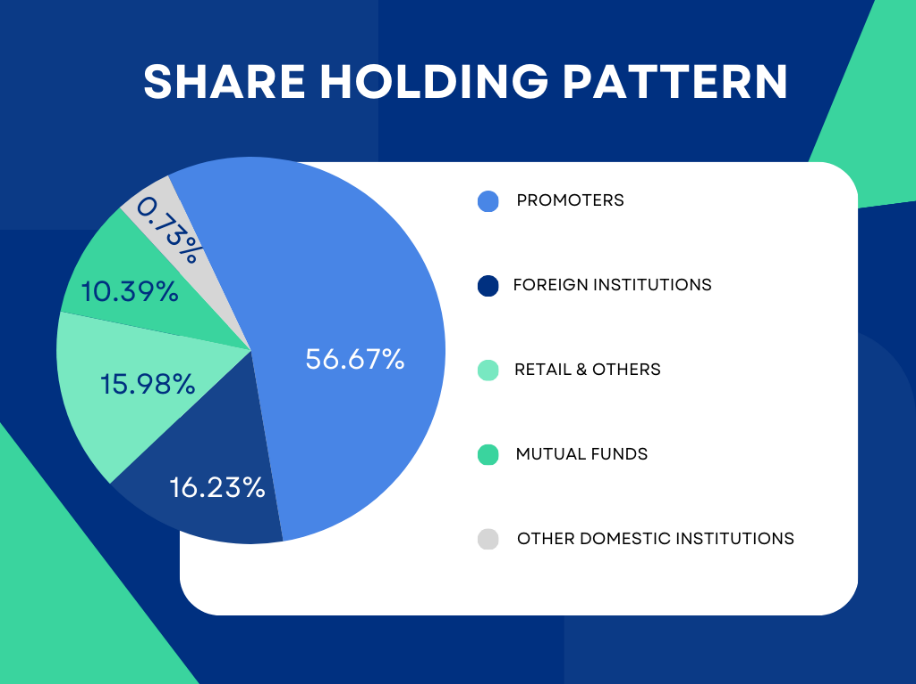 SHARE HOLDING PATTERN
0.73%
10.39%
15.98%
16.23%
56.67%
PROMOTERS
FOREIGN INSTITUTIONS
RETAIL & OTHERS
MUTUAL FUNDS
OTHER DOMESTIC INSTITUTIONS